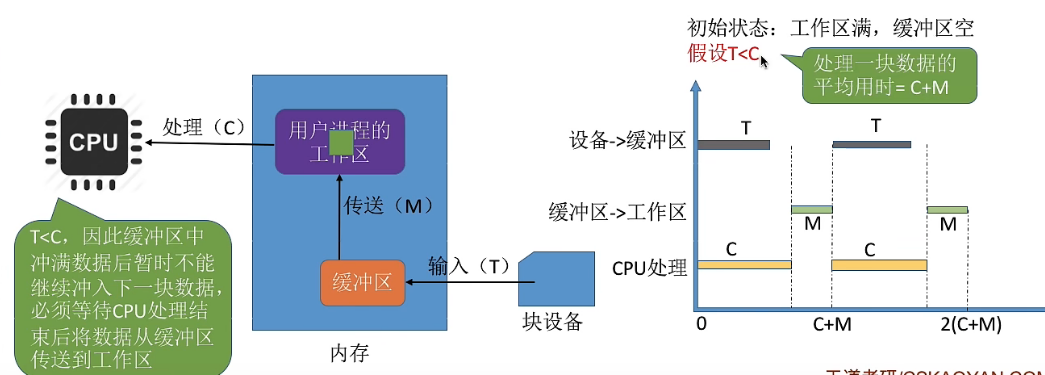 初始状态：工作区满，缓冲区空
假设T<C
处理一块数据的
平均用时= C+M
CPU
处理（C）
用户进程的
工作区
传送（M）
缓冲区
输入（T）
块设备
内存
T<C，因此缓冲区中
冲满数据后暂时不能
继续冲入下一块数据，
必须等待CPU处理结
束后将数据从缓冲区
传送到工作区
设备->缓冲区
T
T
缓冲区->工作区
M
M
CPU处理
C
C
0
C+M
2(C+M)